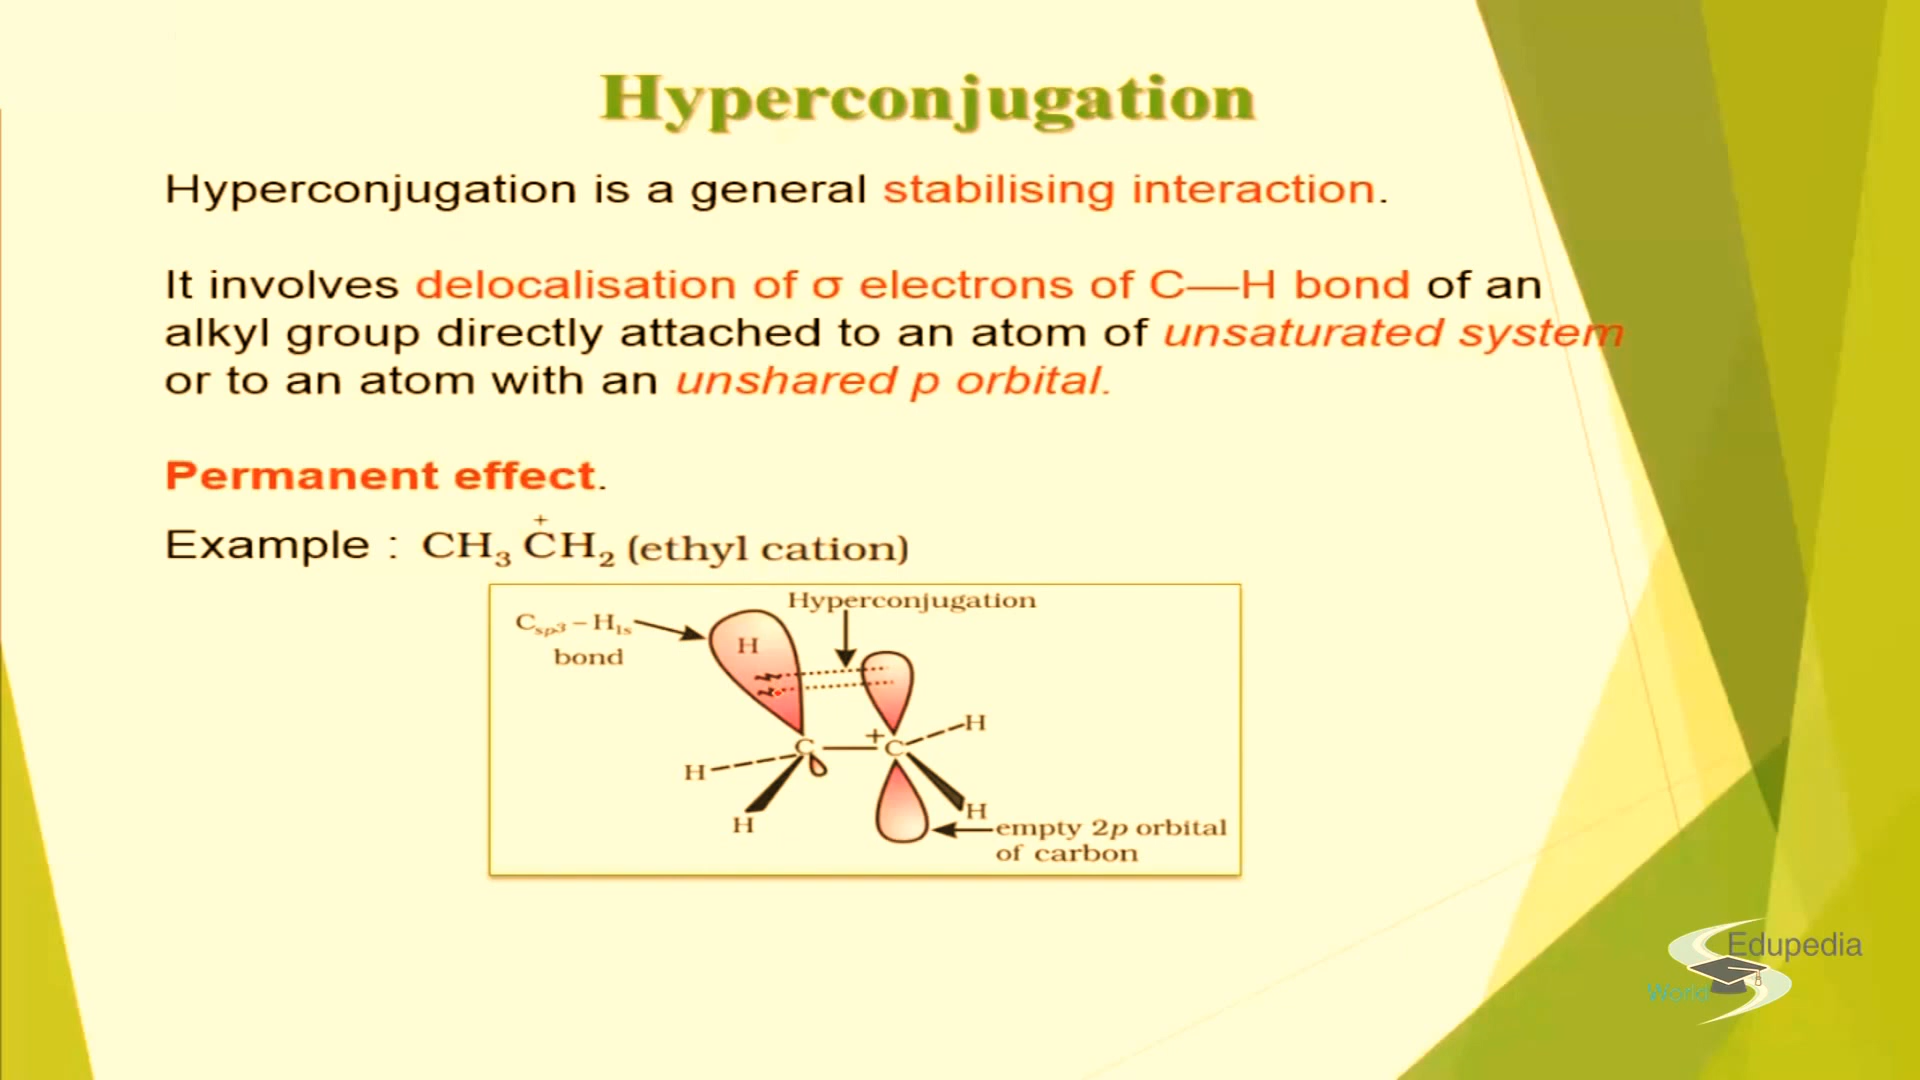 Hyperconjugation
Hyperconjugation is a general stabilising interaction.
It involves delocalisation of σ electrons of C—H bond of an
alkyl group directly attached to an atom of unsaturated system
or to an atom with an unshared p orbital.
Permanent effect.
Example : CH₃ C⁺H₂ (ethyl cation)
Hyperconjugation
Csp3 – H1s
bond
H
H
C
+
C
H
H
H
empty 2p orbital
of carbon
Edupedia
World